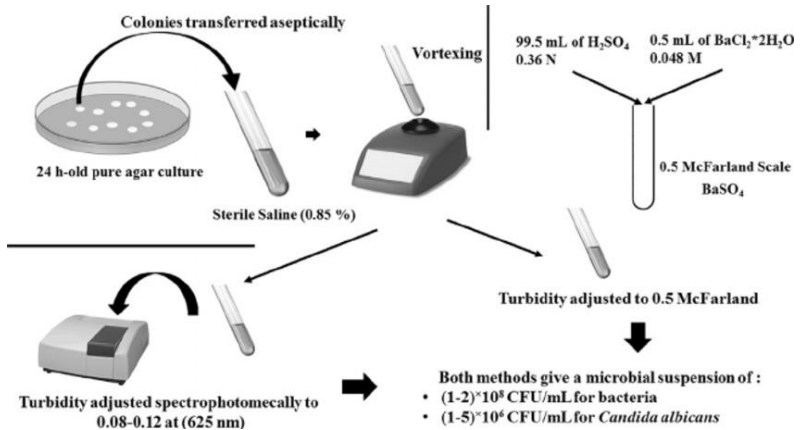 Colonies transferred aseptically
24 h-old pure agar culture
Sterile Saline (0.85 %)
Vortexing
99.5 mL of H₂SO₄
0.36 N
0.5 mL of BaCl₂*2H₂O
0.048 M
0.5 McFarland Scale
BaSO₄
Turbidity adjusted spectrophotomecally to
0.08-0.12 at (625 nm)
Turbidity adjusted to 0.5 McFarland
Both methods give a microbial suspension of :
• (1-2)×10⁸ CFU/mL for bacteria
• (1-5)×10⁶ CFU/mL for Candida albicans